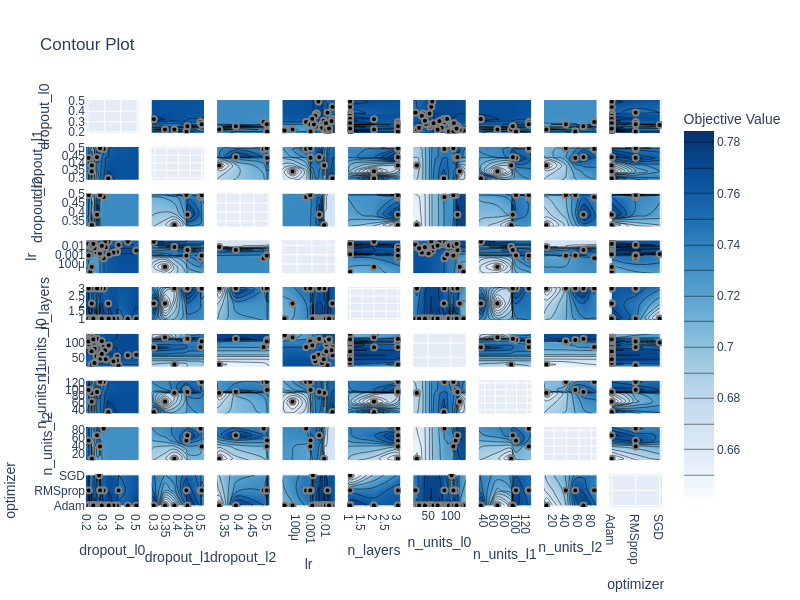 Contour Plot
Objective Value
0.78
0.76
0.74
0.72
0.7
0.68
0.66
dropout_l0
0.5
0.4
0.3
0.2
dropout_l1
0.5
0.45
0.4
0.35
0.3
dropout_l2
0.5
0.45
0.4
0.35
lr
0.01
0.001
100μ
n_layers
3
2.5
2
1.5
1
n_units_l0
100
50
n_units_l1
120
100
80
60
40
n_units_l2
80
60
40
20
optimizer
SGD
RMSprop
Adam
0.2 0.3 0.4 0.5
0.3 0.35 0.4 0.45 0.5
0.35 0.4 0.45 0.5
100μ 0.001 0.01
1 1.5 2 2.5 3
50 100
40 60 80 100 120
20 40 60 80
Adam RMSprop SGD
dropout_l0 dropout_l1 dropout_l2 lr n_layers n_units_l0 n_units_l1 n_units_l2 optimizer